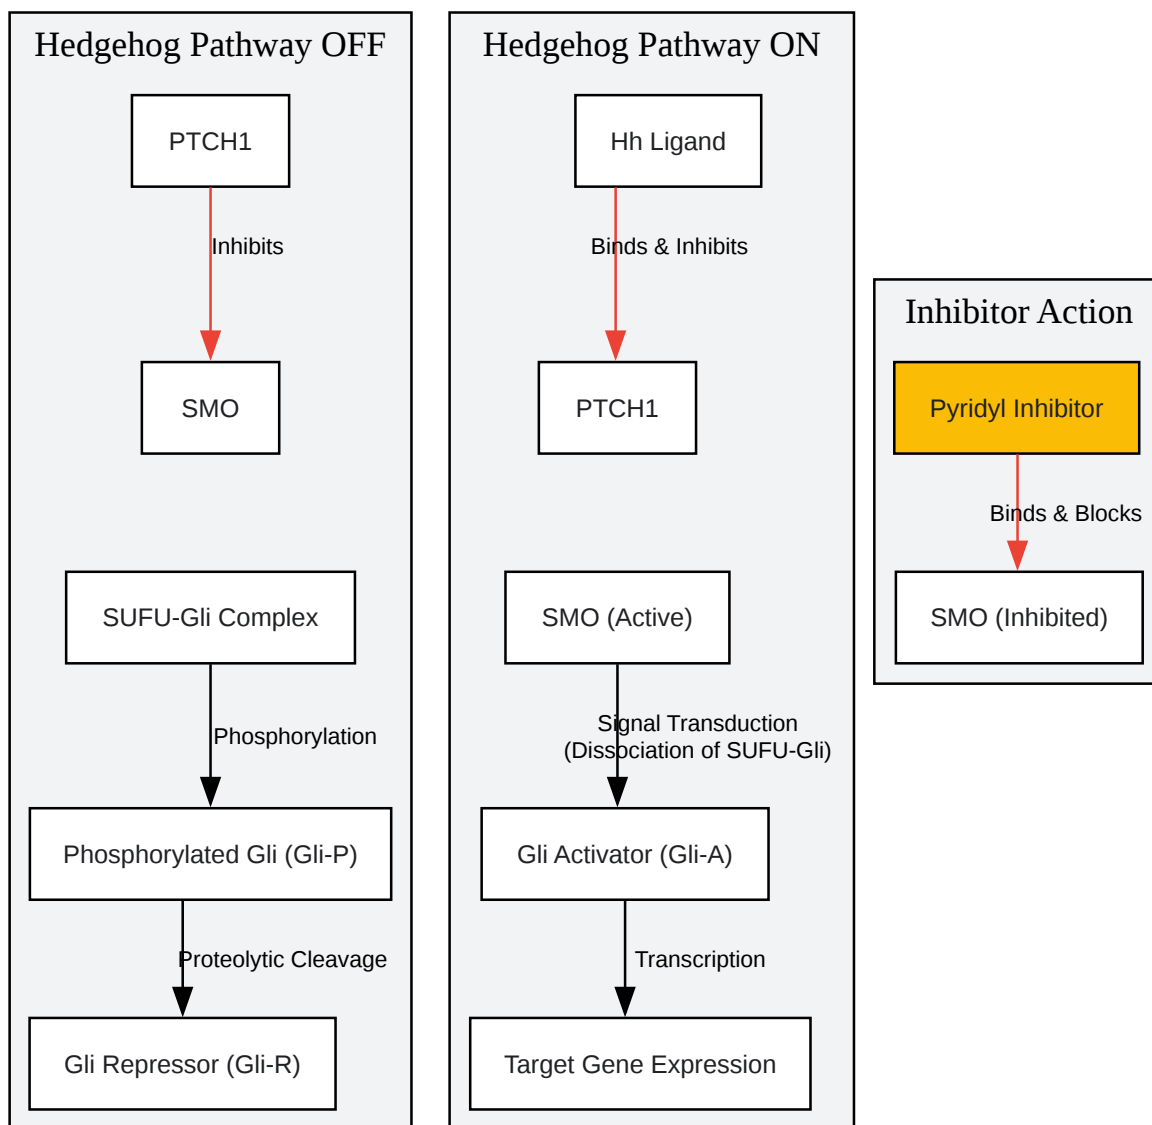 Hedgehog Pathway OFF
PTCH1
Inhibits
SMO
SUFU-Gli Complex
Phosphorylation
Phosphorylated Gli (Gli-P)
Proteolytic Cleavage
Gli Repressor (Gli-R)
Hedgehog Pathway ON
Hh Ligand
Binds & Inhibits
PTCH1
SMO (Active)
Signal Transduction
(Dissociation of SUFU-Gli)
Gli Activator (Gli-A)
Transcription
Target Gene Expression
Inhibitor Action
Pyridyl Inhibitor
Binds & Blocks
SMO (Inhibited)